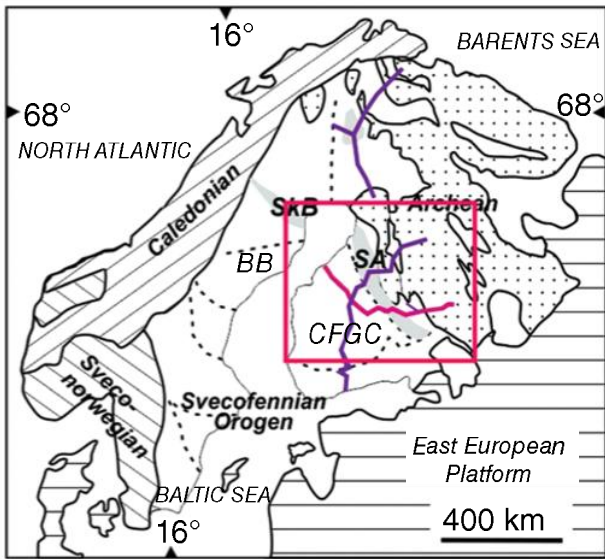 16°
BARENTS SEA
68°
68°
NORTH ATLANTIC
Caledonian
SkB
Archean
BB
SA
CFGC
Sveco-
norwegian
Svecofennian
Orogen
East European
Platform
BALTIC SEA
16°
400 km